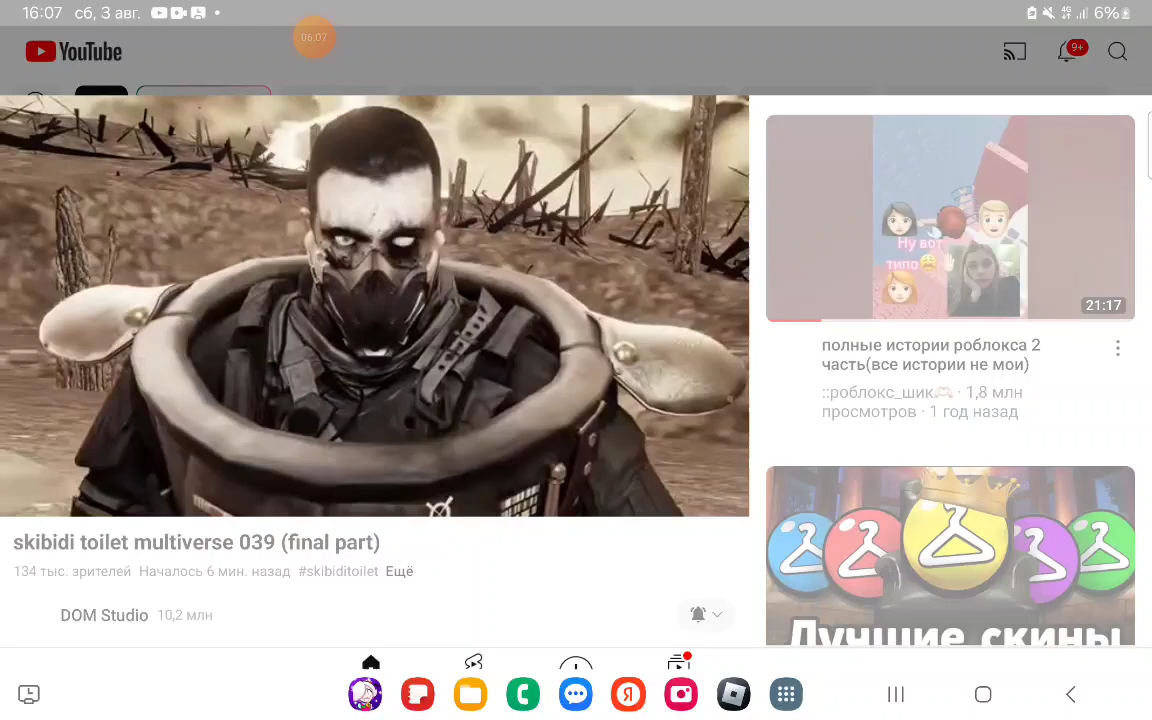 16:07 сб, 3 авг.
4G 6%
06.07
YouTube
9+
Ну вот
типо
21:17
полные истории роблокса 2
часть(все истории не мои)
::роблокс_шик · 1,8 млн
просмотров · 1 год назад
skibidi toilet multiverse 039 (final part)
134 тыс. зрителей Началось 6 мин. назад #skibiditoilet Ещё
DOM Studio 10,2 млн
Лучшие скины
Я